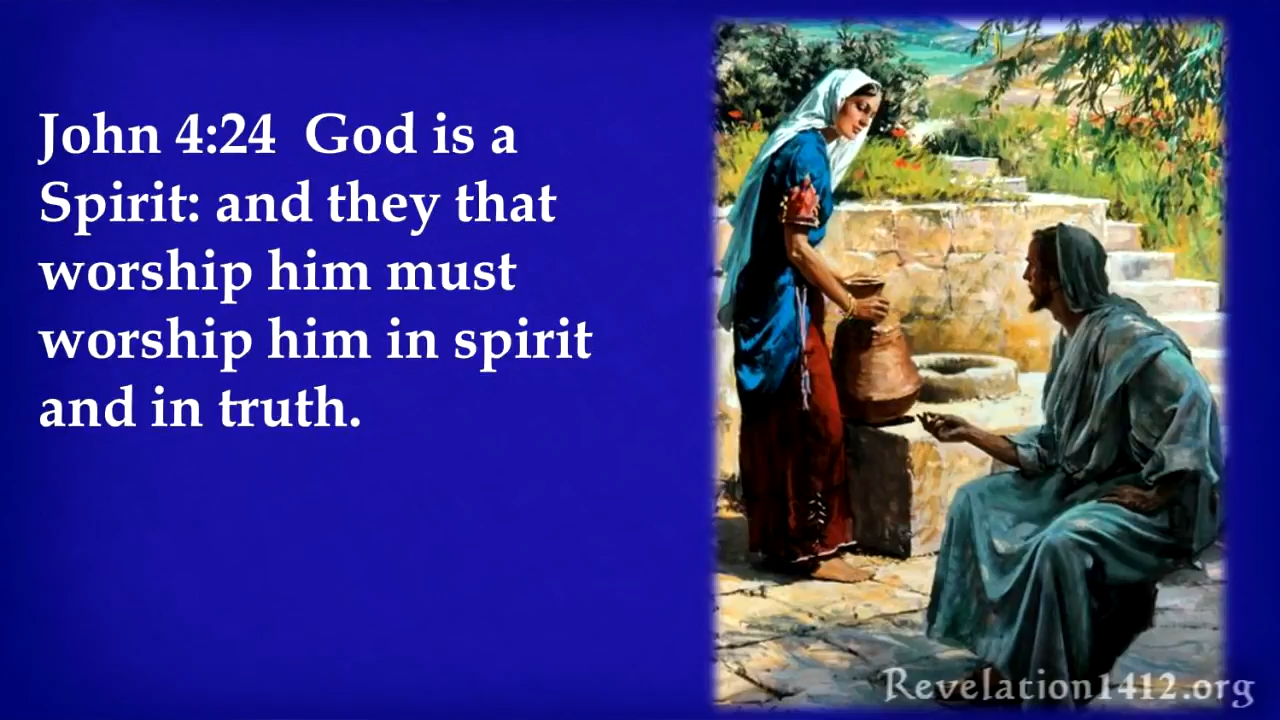 John 4:24  God is a
Spirit: and they that
worship him must
worship him in spirit
and in truth.
Revelation1412.org